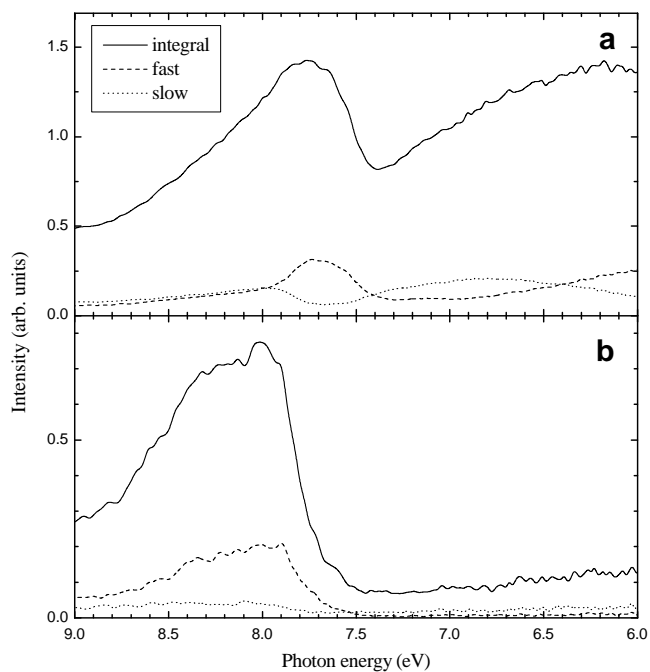 a
integral
fast
slow
1.5
1.0
0.5
0.0
b
0.5
0.0
Intensity (arb. units)
9.0 8.5 8.0 7.5 7.0 6.5 6.0
Photon energy (eV)